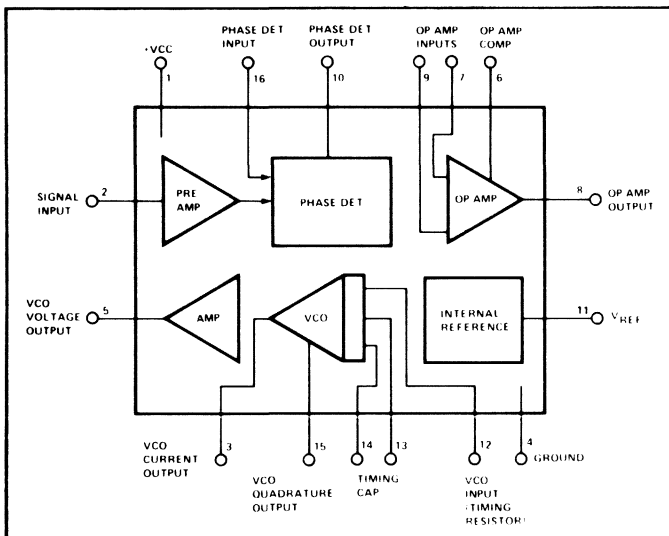 PHASE DET
INPUT
PHASE DET
OUTPUT
OP AMP
INPUTS
OP AMP
COMP
+VCC
1
16
10
9
7
6
SIGNAL
INPUT
2
PRE
AMP
PHASE DET
OP AMP
8
OP AMP
OUTPUT
VCO
VOLTAGE
OUTPUT
5
AMP
VCO
INTERNAL
REFERENCE
11
VREF
3
15
14
13
12
4
VCO
CURRENT
OUTPUT
VCO
QUADRATURE
OUTPUT
TIMING
CAP
VCO
INPUT
(TIMING
RESISTOR)
GROUND